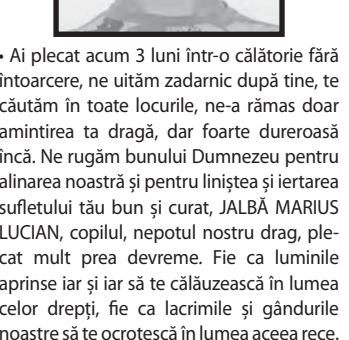 • Ai plecat acum 3 luni într-o călătorie fără
întoarcere, ne uităm zadarnic după tine, te
căutăm în toate locurile, ne-a rămas doar
amintirea ta dragă, dar foarte dureroasă
încă. Ne rugăm bunului Dumnezeu pentru
alinarea noastră și pentru liniștea și iertarea
sufletului tău bun și curat, JALBĂ MARIUS
LUCIAN, copilul, nepotul nostru drag, ple-
cat mult prea devreme. Fie ca luminile
aprinse iar și iar să te călăuzească în lumea
celor drepți, fie ca lacrimile și gândurile
noastre să te ocrotescă în lumea aceea rece.